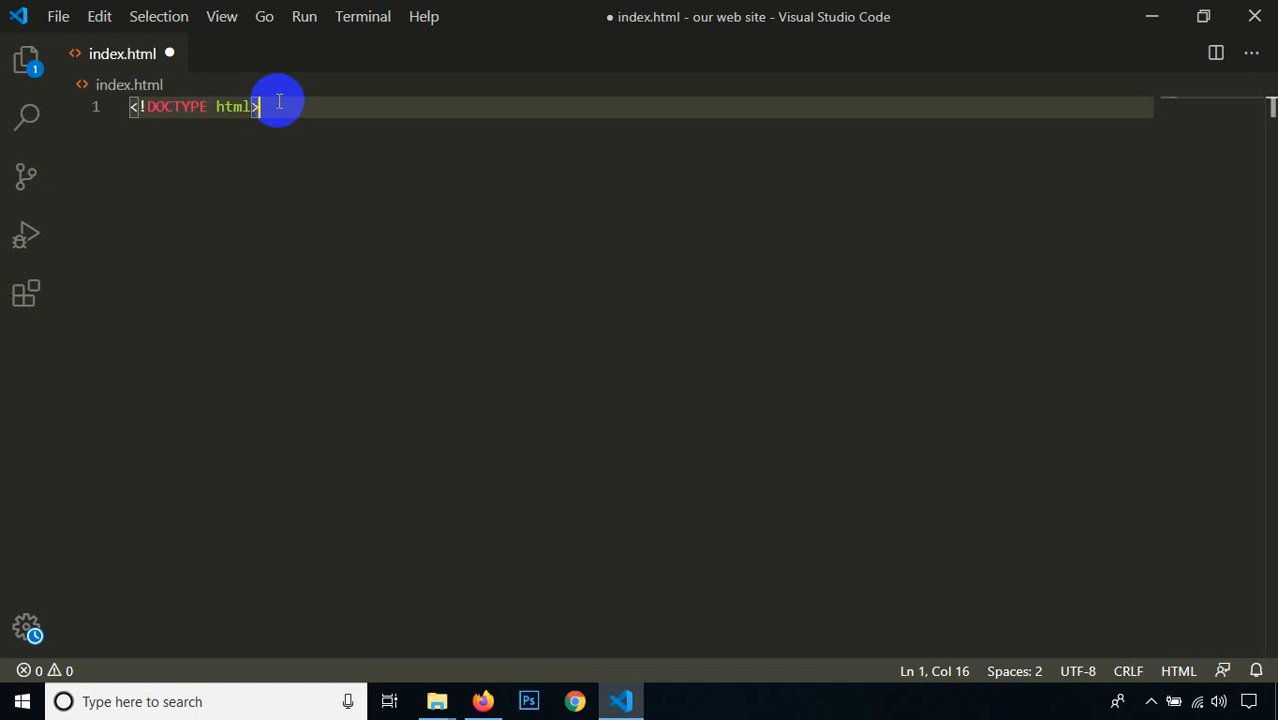 File Edit Selection View Go Run Terminal Help
● index.html - our web site - Visual Studio Code
index.html
1
index.html
1 <!DOCTYPE html>
0 0
Ln 1, Col 16 Spaces: 2 UTF-8 CRLF HTML
Type here to search
Ps